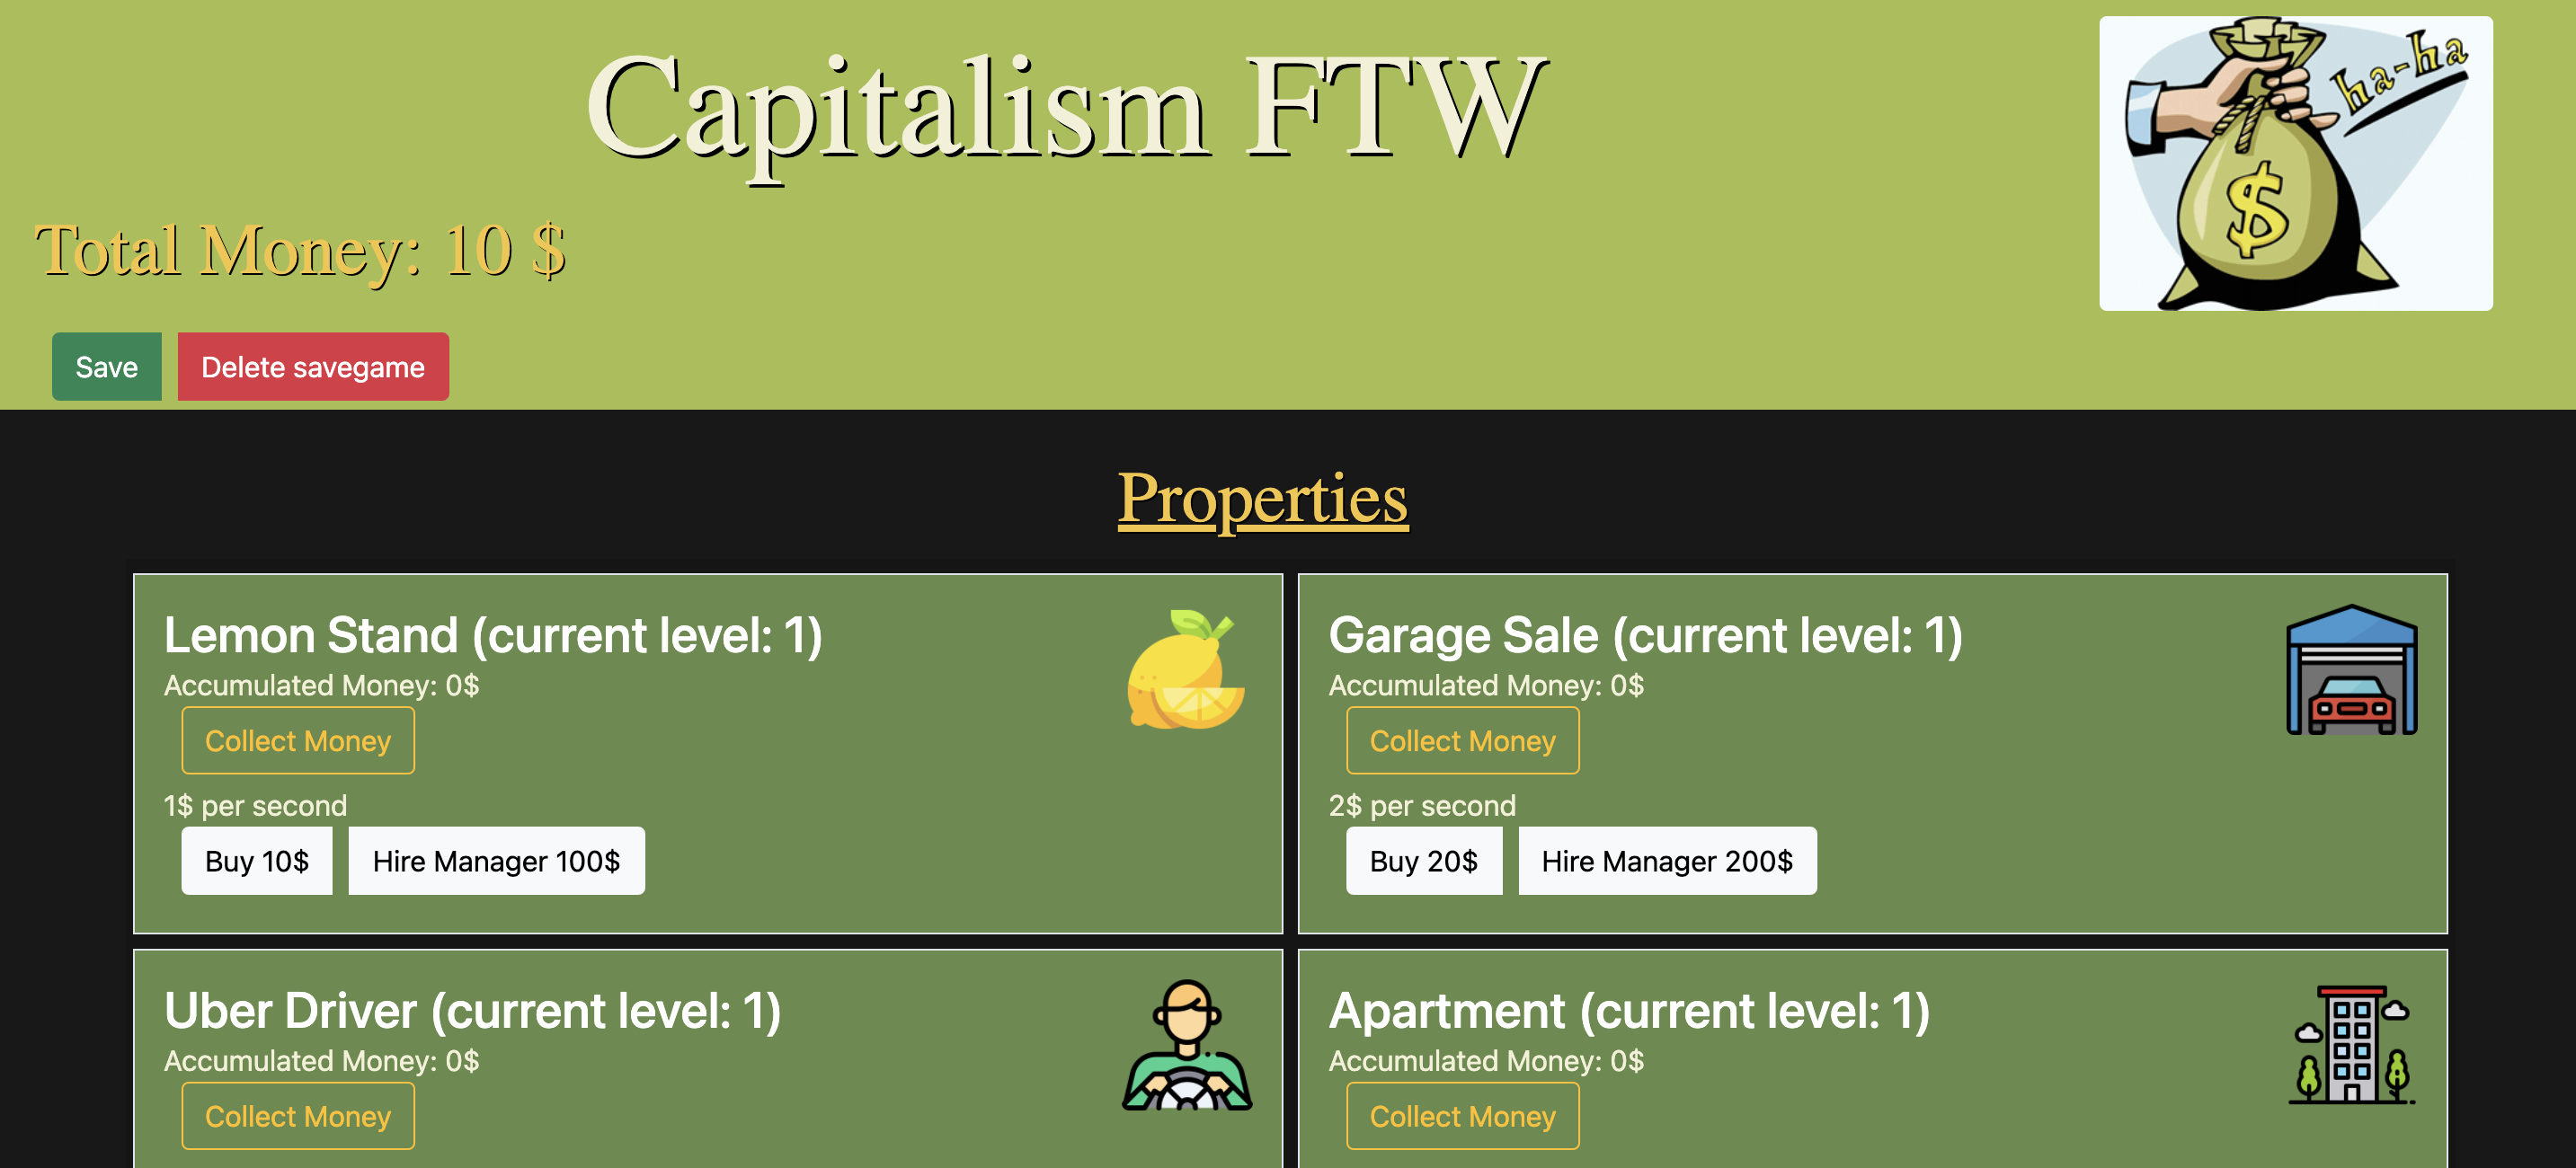 Capitalism FTW
ha-ha
$
Total Money: 10 $
Save Delete savegame
Properties
Lemon Stand (current level: 1)
Accumulated Money: 0$
Collect Money
1$ per second
Buy 10$ Hire Manager 100$
Garage Sale (current level: 1)
Accumulated Money: 0$
Collect Money
2$ per second
Buy 20$ Hire Manager 200$
Uber Driver (current level: 1)
Accumulated Money: 0$
Collect Money
Apartment (current level: 1)
Accumulated Money: 0$
Collect Money